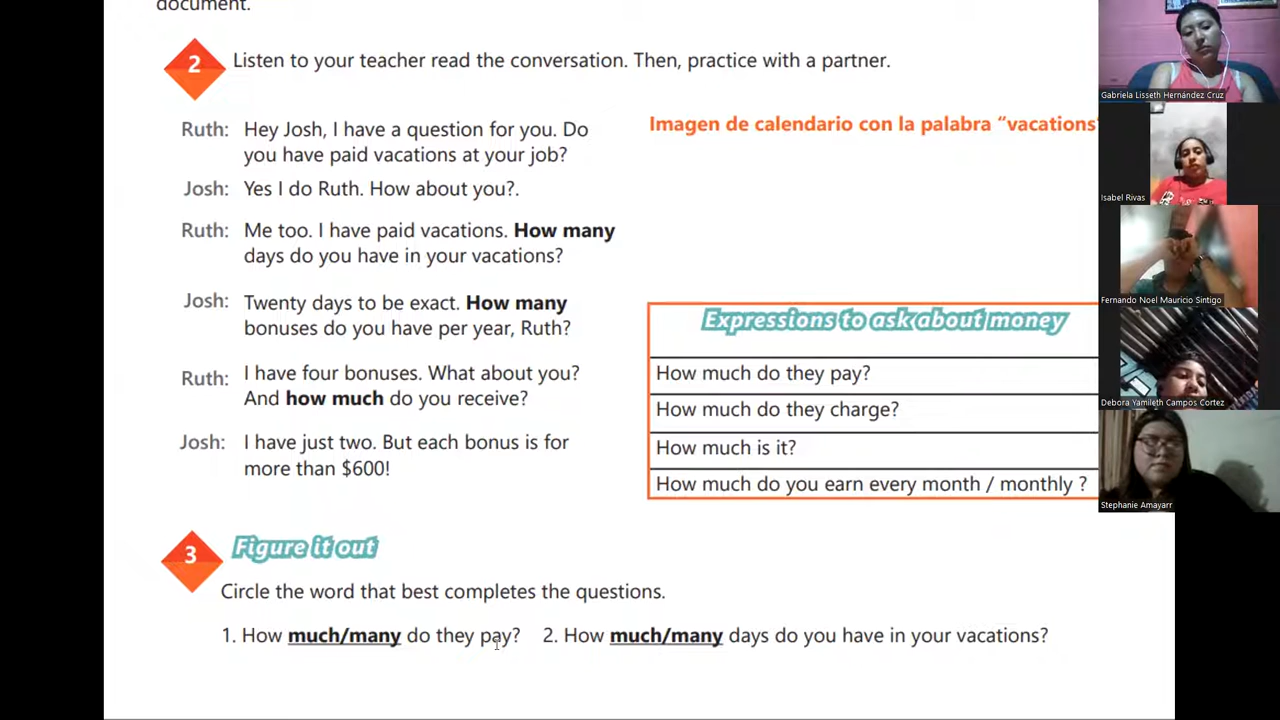 document.
2
Listen to your teacher read the conversation. Then, practice with a partner.
Ruth: Hey Josh, I have a question for you. Do
you have paid vacations at your job?
Josh: Yes I do Ruth. How about you?.
Ruth: Me too. I have paid vacations. How many
days do you have in your vacations?
Josh: Twenty days to be exact. How many
bonuses do you have per year, Ruth?
Ruth: I have four bonuses. What about you?
And how much do you receive?
Josh: I have just two. But each bonus is for
more than $600!
Imagen de calendario con la palabra “vacations”
Expressions to ask about money
How much do they pay?
How much do they charge?
How much is it?
How much do you earn every month / monthly ?
3
Figure it out
Circle the word that best completes the questions.
1. How much/many do they pay? 2. How much/many days do you have in your vacations?
Gabriela Lisseth Hernández Cruz
Isabel Rivas
Fernando Noel Mauricio Sintigo
Debora Yamileth Campos Cortez
Stephanie Amayarr